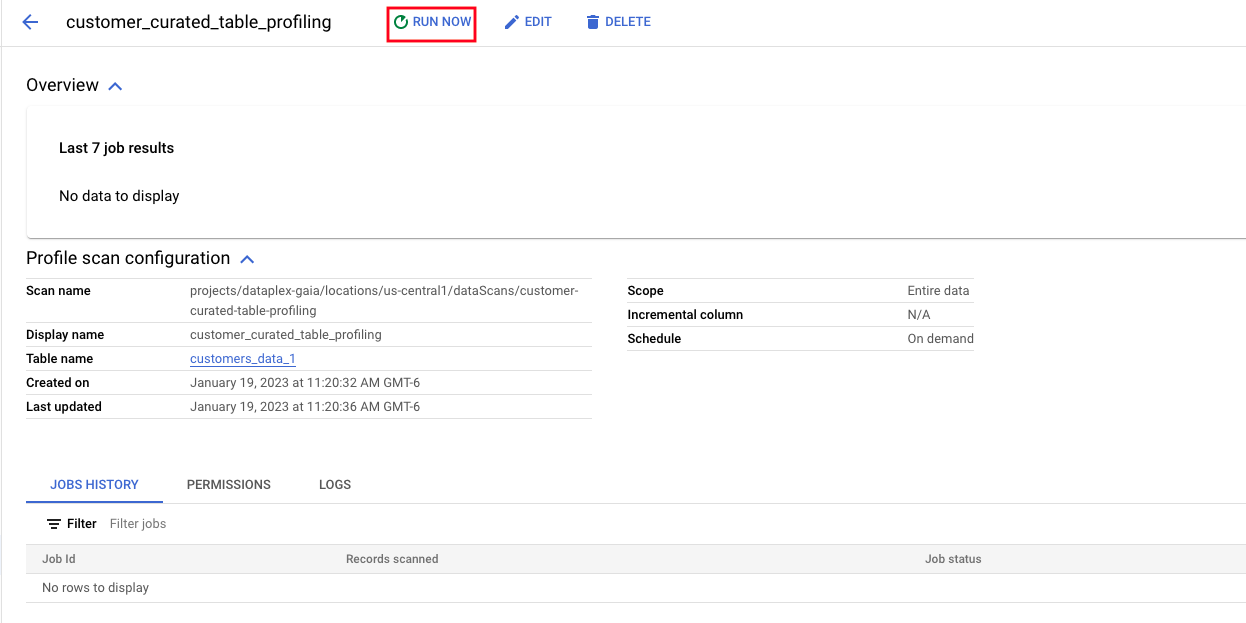 customer_curated_table_profiling RUN NOW EDIT DELETE
Overview
Last 7 job results
No data to display
Profile scan configuration
Scan name projects/dataplex-gaia/locations/us-central1/dataScans/customer-
curated-table-profiling
Display name customer_curated_table_profiling
Table name customers_data_1
Created on January 19, 2023 at 11:20:32 AM GMT-6
Last updated January 19, 2023 at 11:20:36 AM GMT-6
Scope Entire data
Incremental column N/A
Schedule On demand
JOBS HISTORY PERMISSIONS LOGS
Filter Filter jobs
Job Id Records scanned Job status
No rows to display